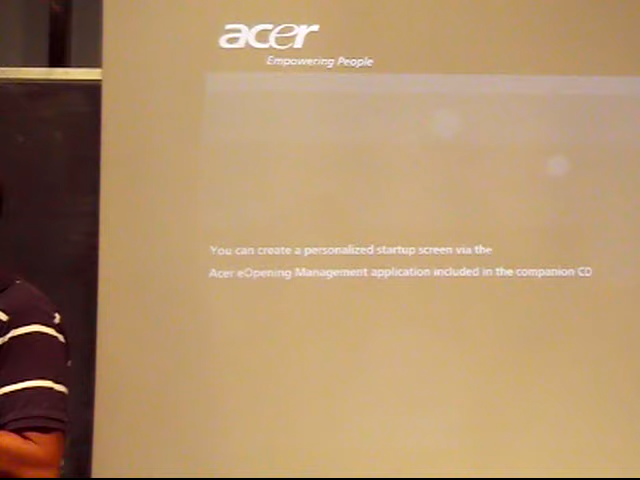 acer
Empowering People
You can create a personalized startup screen via the
Acer eOpening Management application included in the companion CD